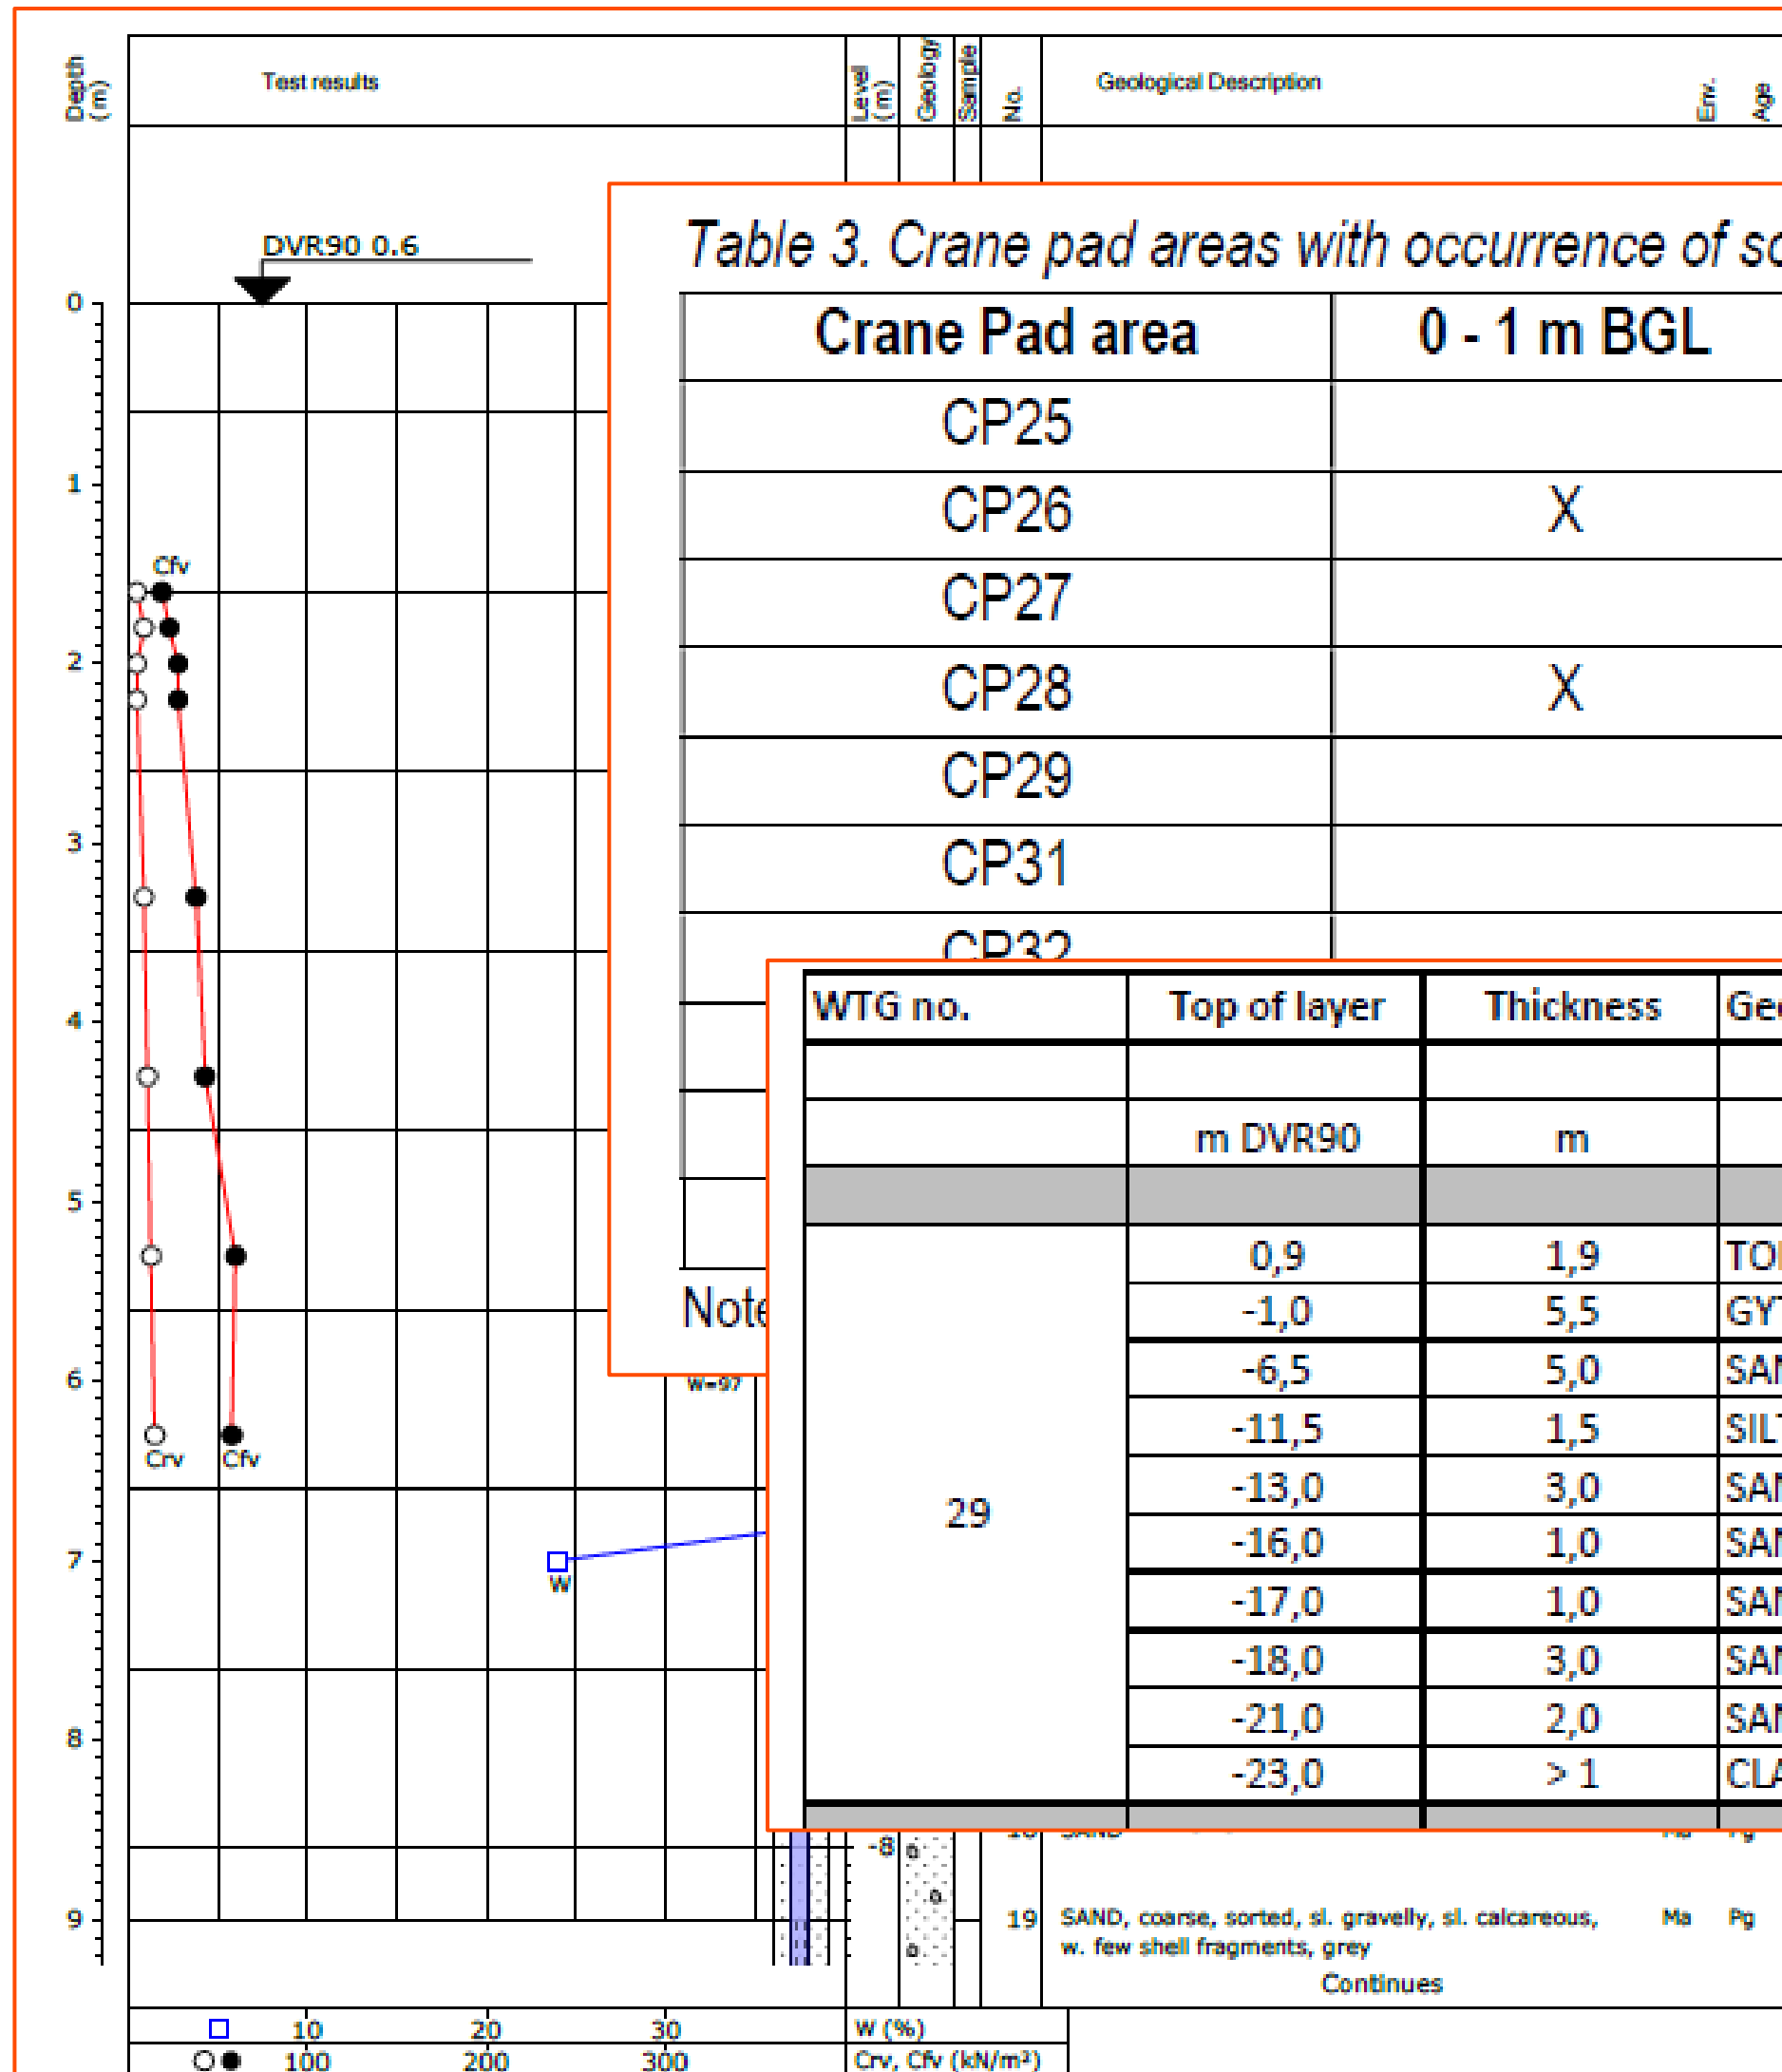 Depth (m)
Test results
Level (m)
Geology
Sample
No.
Geological Description
Env.
Age
DVR90 0.6
0
1
2
3
4
5
6
7
8
9
Cfv
Crv
Cfv
W=97
W
Table 3. Crane pad areas with occurrence of
Crane Pad area 0 - 1 m BGL
CP25
CP26 X
CP27
CP28 X
CP29
CP31
CP32
WTG no. Top of layer Thickness
m DVR90 m
29
0,9 1,9
-1,0 5,5
-6,5 5,0
-11,5 1,5
-13,0 3,0
-16,0 1,0
-17,0 1,0
-18,0 3,0
-21,0 2,0
-23,0 > 1
-8
19 SAND, coarse, sorted, sl. gravelly, sl. calcareous, Ma Pg
w. few shell fragments, grey
Continues
10 20 30 W (%)
100 200 300 Crv, Cfv (kN/m²)